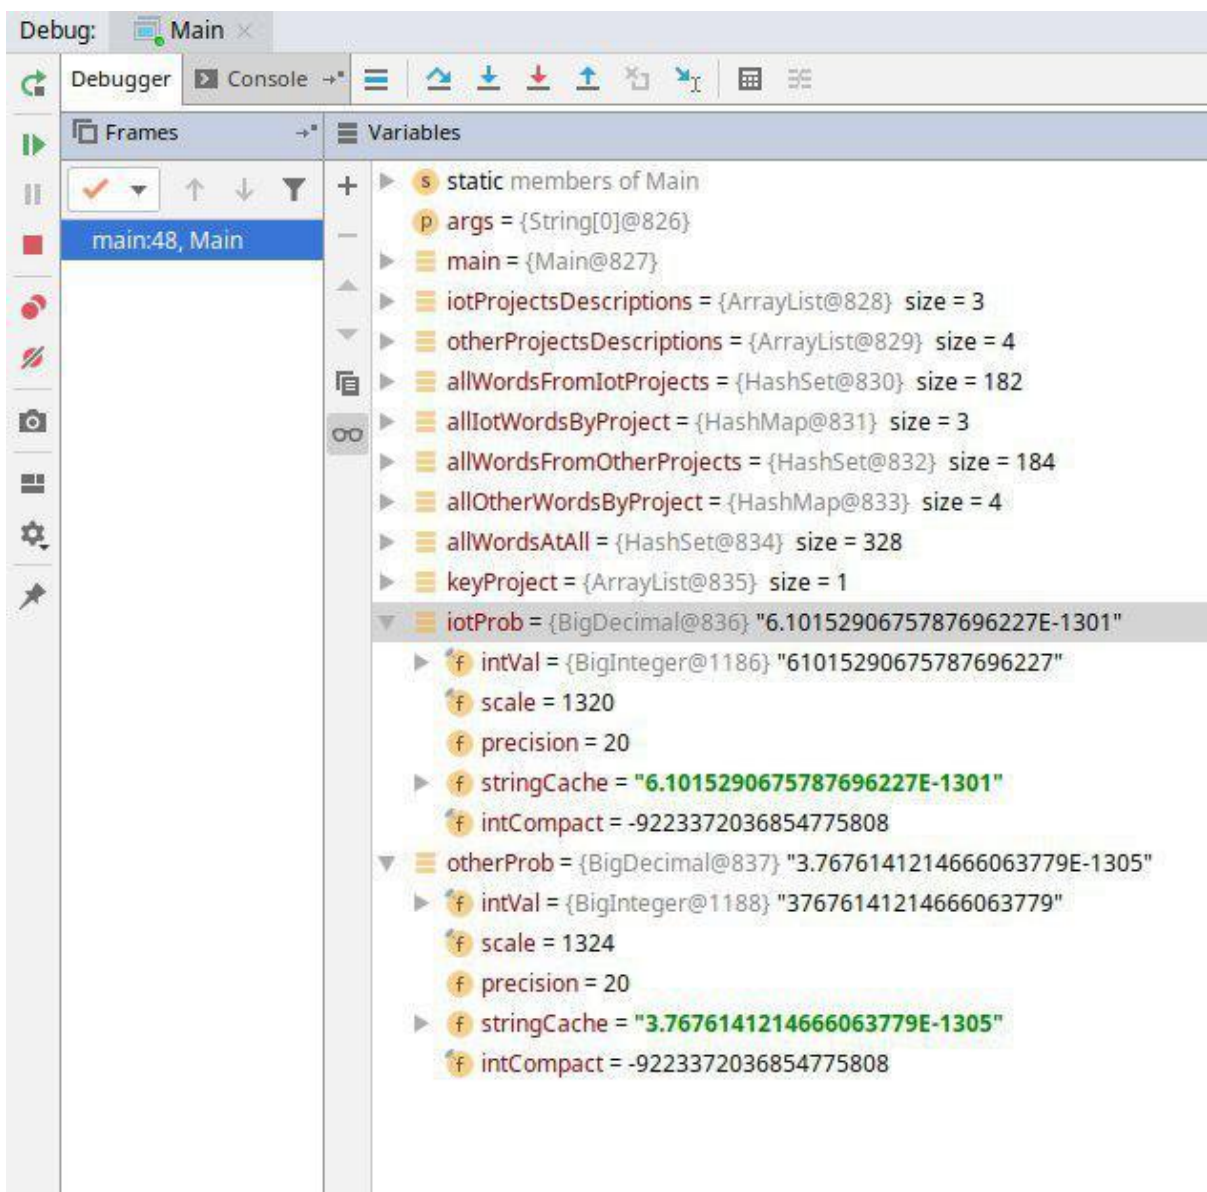 Debug: Main
Debugger Console
Frames
Variables
main:48, Main
static members of Main
args = {String[0]@826}
main = {Main@827}
iotProjectsDescriptions = {ArrayList@828} size = 3
otherProjectsDescriptions = {ArrayList@829} size = 4
allWordsFromIotProjects = {HashSet@830} size = 182
allIotWordsByProject = {HashMap@831} size = 3
allWordsFromOtherProjects = {HashSet@832} size = 184
allOtherWordsByProject = {HashMap@833} size = 4
allWordsAtAll = {HashSet@834} size = 328
keyProject = {ArrayList@835} size = 1
iotProb = {BigDecimal@836} "6.1015290675787696227E-1301"
intVal = {BigInteger@1186} "61015290675787696227"
scale = 1320
precision = 20
stringCache = "6.1015290675787696227E-1301"
intCompact = -9223372036854775808
otherProb = {BigDecimal@837} "3.7676141214666063779E-1305"
intVal = {BigInteger@1188} "37676141214666063779"
scale = 1324
precision = 20
stringCache = "3.7676141214666063779E-1305"
intCompact = -9223372036854775808